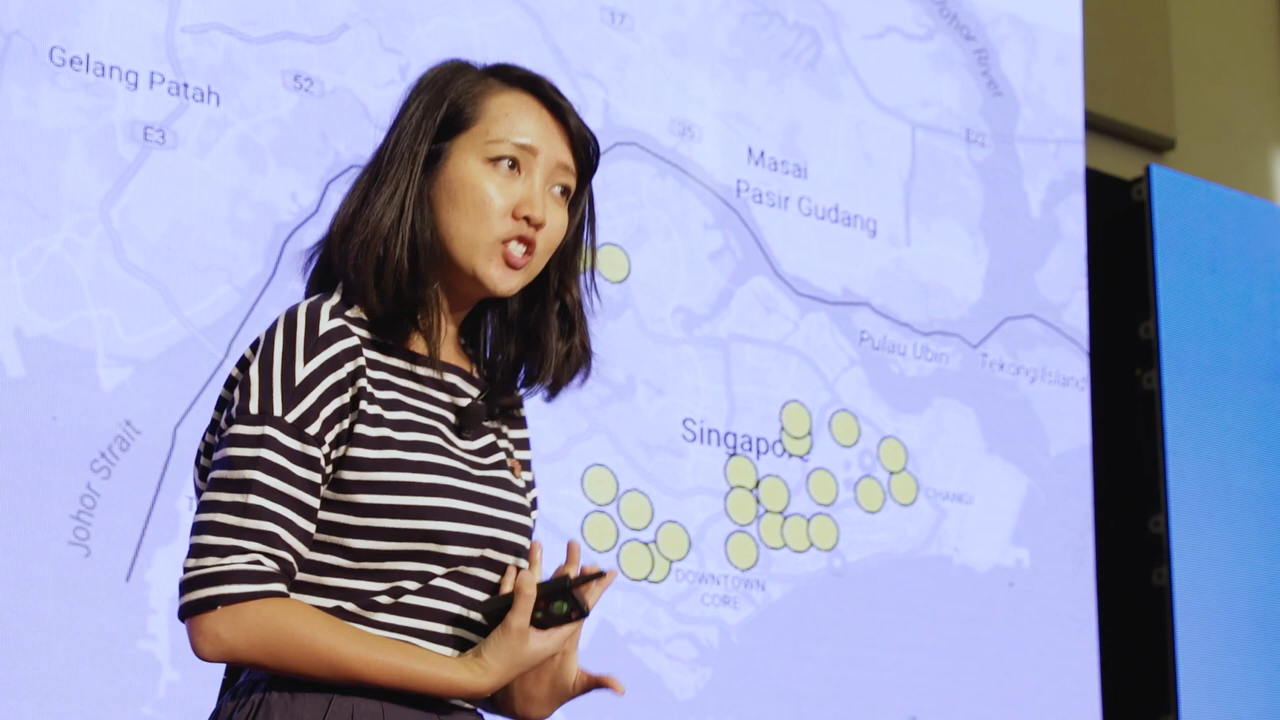 17
Gelang Patah
52
E3
35
Johor River
Masai
Pasir Gudang
Pulau Ubin
Tekong Island
Singapore
CHANGI
Johor Strait
DOWNTOWN
CORE